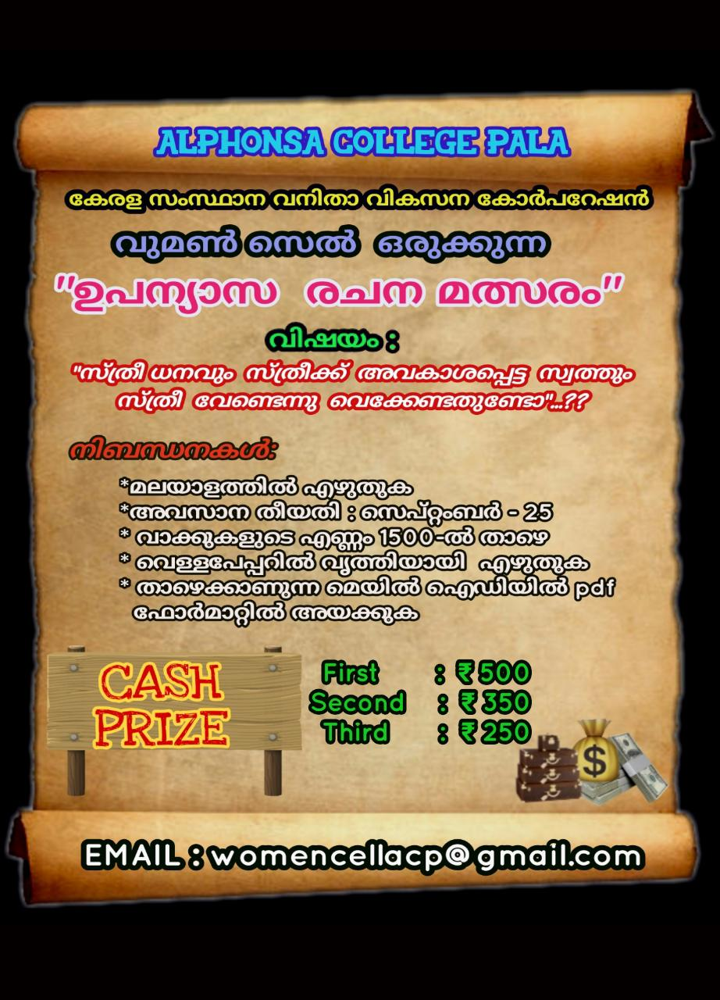 ALPHONSA COLLEGE PALA
കേരള സംസ്ഥാന വനിതാ വികസന കോർപറേഷൻ
വുമൺ സെൽ ഒരുക്കുന്ന
"ഉപന്യാസ രചന മത്സരം"
വിഷയം :
"സ്ത്രീ ധനവും സ്ത്രീക്ക് അവകാശപ്പെട്ട സ്വത്തും
സ്ത്രീ വേണ്ടെന്നു വെക്കേണ്ടതുണ്ടോ"...??
നിബന്ധനകൾ:
*മലയാളത്തിൽ എഴുതുക
*അവസാന തീയതി : സെപ്റ്റംബർ - 25
* വാക്കുകളുടെ എണ്ണം 1500-ൽ താഴെ
* വെള്ളപേപ്പറിൽ വൃത്തിയായി എഴുതുക
* താഴെക്കാണുന്ന മെയിൽ ഐഡിയിൽ pdf
ഫോർമാറ്റിൽ അയക്കുക
CASH
PRIZE
First : ₹ 500
Second : ₹ 350
Third : ₹ 250
$
EMAIL : womencellacp@gmail.com